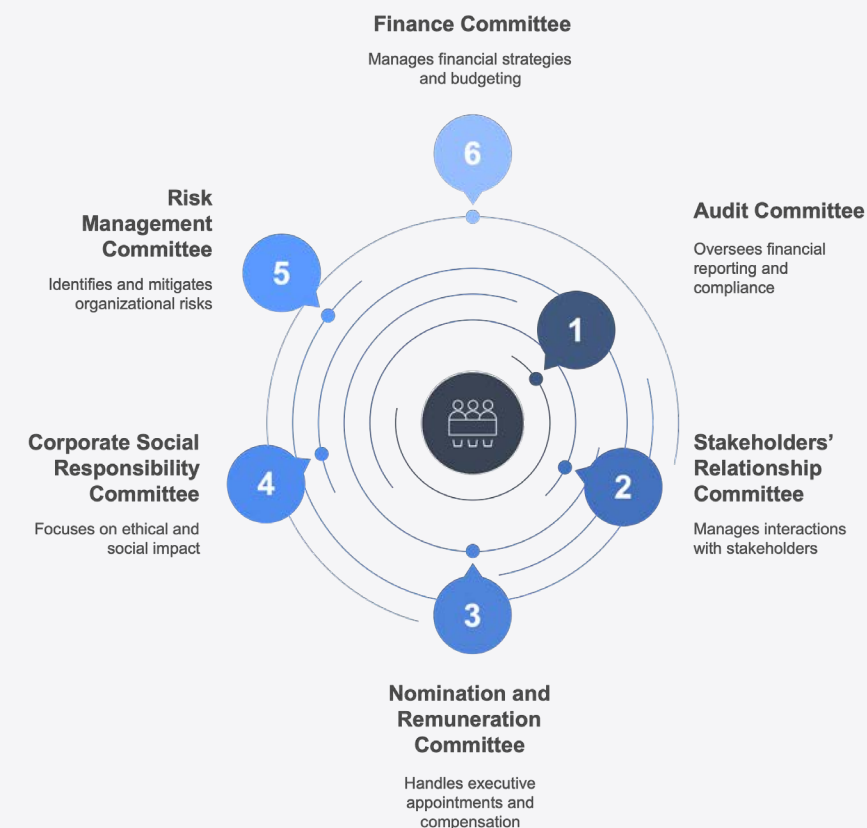 Finance Committee
Manages financial strategies
and budgeting
6
Risk
Management
Committee
Identifies and mitigates
organizational risks
5
Audit Committee
Oversees financial
reporting and
compliance
1
Corporate Social
Responsibility
Committee
Focuses on ethical and
social impact
4
Stakeholders’
Relationship
Committee
Manages interactions
with stakeholders
2
3
Nomination and
Remuneration
Committee
Handles executive
appointments and
compensation